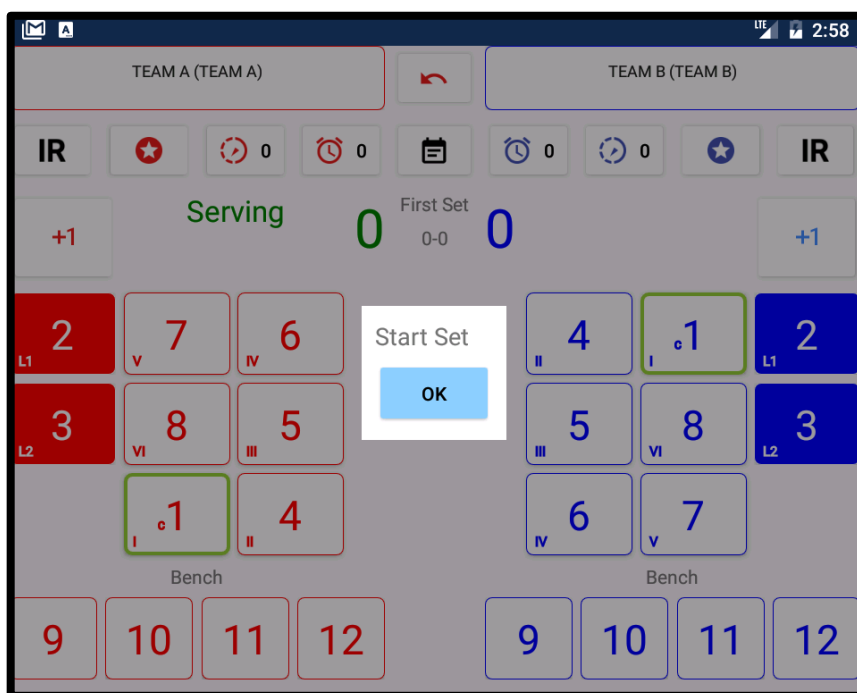 LTE 2:58
TEAM A (TEAM A) TEAM B (TEAM B)
IR 0 0 0 0 IR
+1 Serving 0 First Set 0 +1
0-0
2 L1 7 V 6 IV 4 II c1 I 2 L1
Start Set
OK
3 L2 8 VI 5 III 5 III 8 VI 3 L2
c1 I 4 II 6 IV 7 V
Bench Bench
9 10 11 12 9 10 11 12